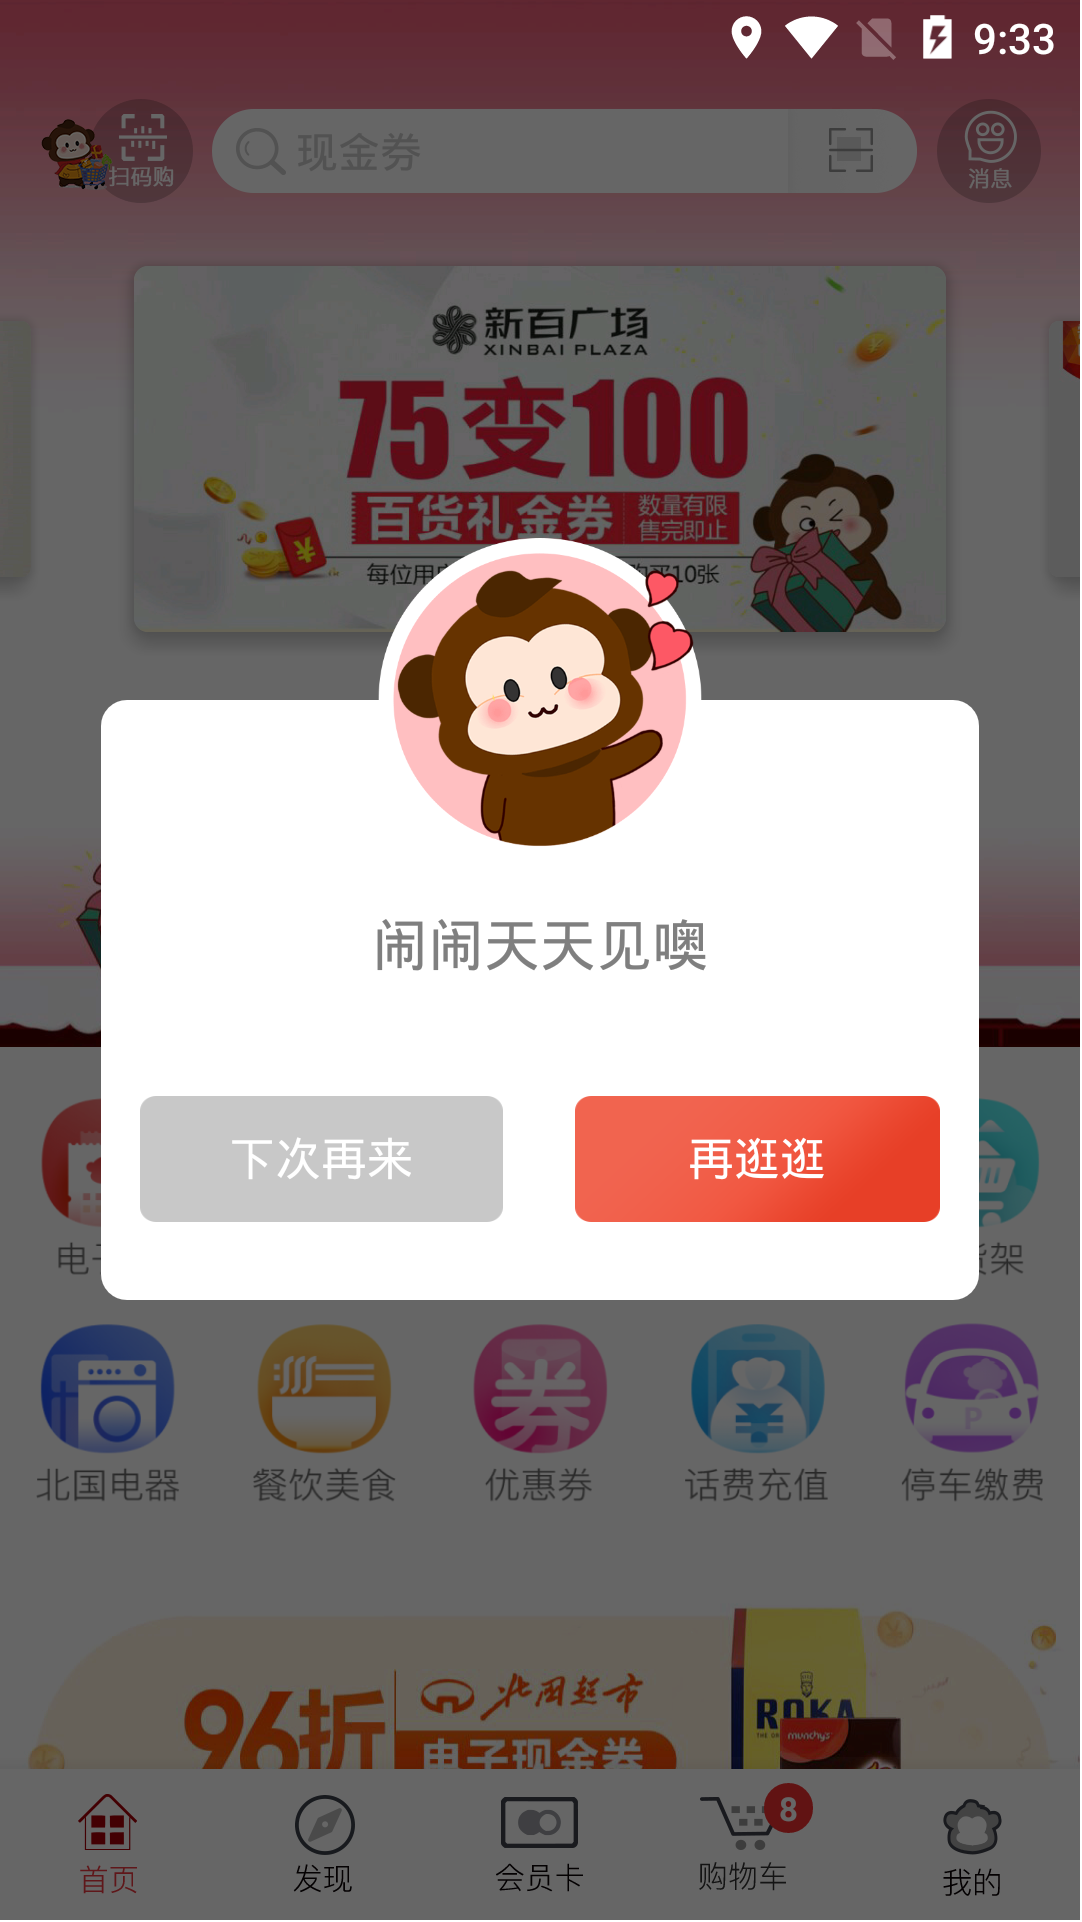 9:33
扫码购
现金券
消息
新百广场
XINBAI PLAZA
75变100
百货礼金券
数量有限
售完即止
每位用
买10张
闹闹天天见噢
下次再来
再逛逛
电子
货架
北国电器
餐饮美食
优惠券
话费充值
停车缴费
96折
北国超市
电子现金券
ROKA
munchy's
首页
发现
会员卡
8
购物车
我的